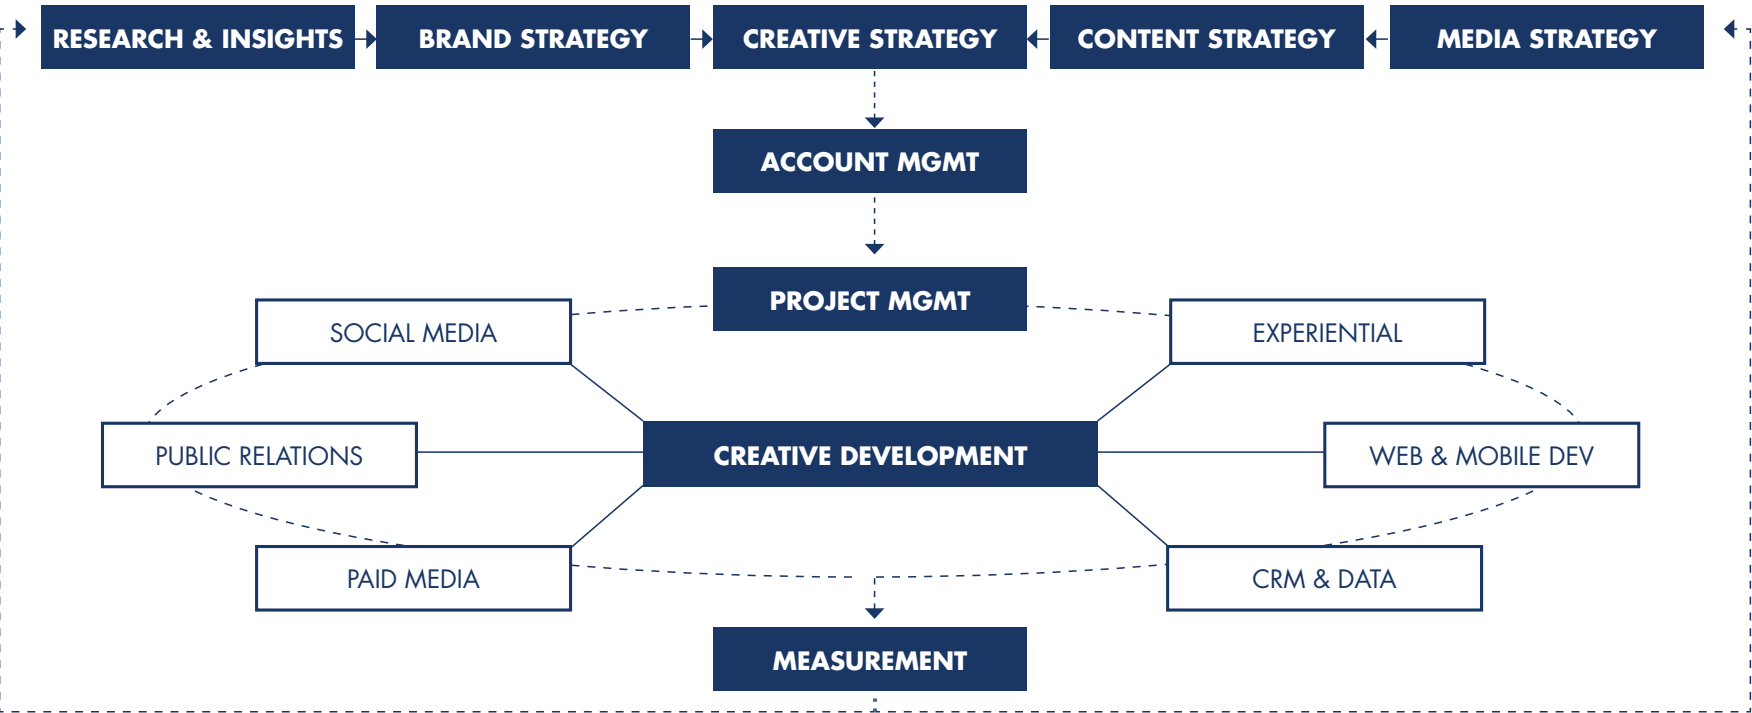 RESEARCH & INSIGHTS
BRAND STRATEGY
CREATIVE STRATEGY
CONTENT STRATEGY
MEDIA STRATEGY
ACCOUNT MGMT
PROJECT MGMT
SOCIAL MEDIA
EXPERIENTIAL
PUBLIC RELATIONS
CREATIVE DEVELOPMENT
WEB & MOBILE DEV
PAID MEDIA
CRM & DATA
MEASUREMENT